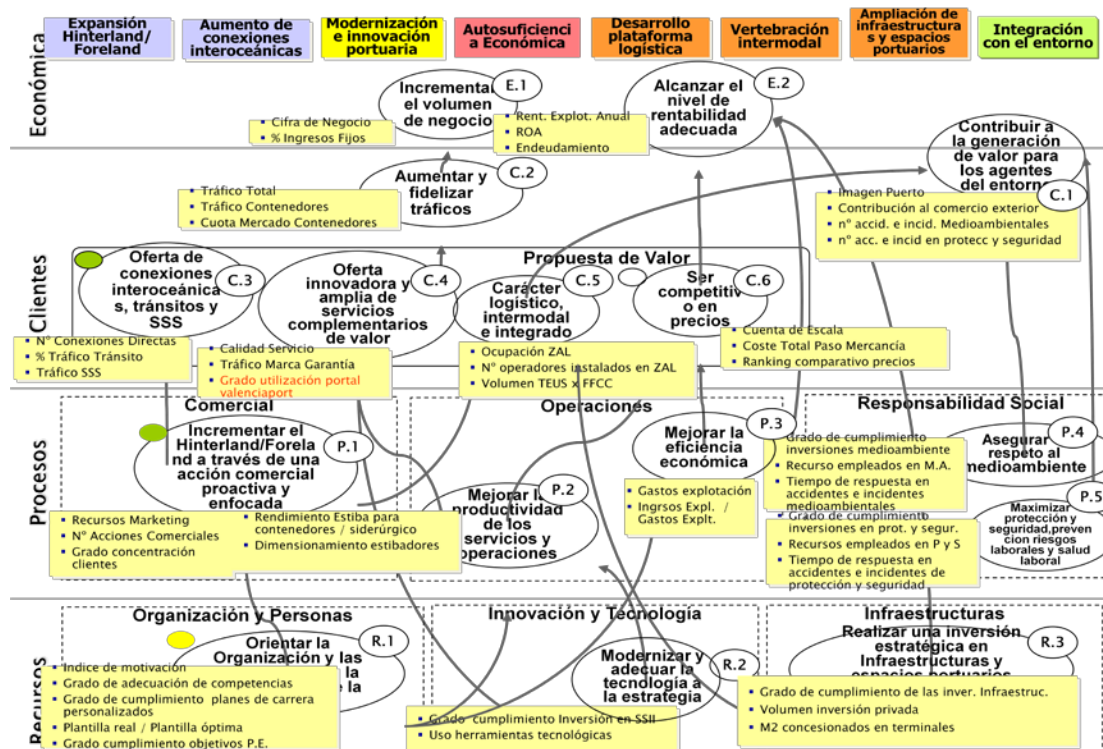 Expansión
Hinterland/
Foreland
Aumento de
conexiones
interoceánicas
Modernización
e innovación
portuaria
Autosuficienci
a Económica
Desarrollo
plataforma
logística
Vertebración
intermodal
Ampliación de
infraestructura
s y espacios
portuarios
Integración
con el entorno
Económica
Incrementar
el volumen
de negocio
E.1
Cifra de Negocio
% Ingresos Fijos
Alcanzar el
nivel de
rentabilidad
adecuada
E.2
Rent. Explot. Anual
ROA
Endeudamiento
Contribuir a
la generación
de valor para
los agentes
del entorno
C.1
Imagen Puerto
Contribución al comercio exterior
nº accid. e incid. Medioambientales
nº acc. e incid en protecc y seguridad
Clientes
Aumentar y
fidelizar
tráficos
C.2
Tráfico Total
Tráfico Contenedores
Cuota Mercado Contenedores
Propuesta de Valor
Oferta de
conexiones
interoceánica
s, tránsitos y
SSS
C.3
Nº Conexiones Directas
% Tráfico Tránsito
Tráfico SSS
Oferta
innovadora y
amplia de
servicios
complementarios
de valor
C.4
Calidad Servicio
Tráfico Marca Garantía
Grado utilización portal
valenciaport
Carácter
logístico,
intermodal
e integrado
C.5
Ocupación ZAL
Nº operadores instalados en ZAL
Volumen TEUS x FFCC
Ser
competitiv
o en
precios
C.6
Cuenta de Escala
Coste Total Paso Mercancía
Ranking comparativo precios
Procesos
Comercial
Incrementar el
Hinterland/Forela
nd a través de una
acción comercial
proactiva y
enfocada
P.1
Recursos Marketing
Nº Acciones Comerciales
Grado concentración
clientes
Rendimiento Estiba para
contenedores / siderúrgico
Dimensionamiento estibadores
Operaciones
Mejorar la
productividad
de los
servicios y
operaciones
P.2
Mejorar la
eficiencia
económica
P.3
Gastos explotación
Ingrsos Expl. /
Gastos Explt.
Responsabilidad Social
Asegurar
respeto al
medioambiente
P.4
Grado de cumplimiento
inversiones medioambiente
Recurso empleados en M.A.
Tiempo de respuesta en
accidentes e incidentes
medioambientales
Maximizar
protección y
seguridad,preven
cion riesgos
laborales y salud
laboral
P.5
Grado de cumplimiento
inversiones en prot. y segur.
Recursos empleados en P y S
Tiempo de respuesta en
accidentes e incidentes de
protección y seguridad
Recursos
Organización y Personas
Orientar la
Organización y las
R.1
Indice de motivación
Grado de adecuación de competencias
Grado de cumplimiento planes de carrera
personalizados
Plantilla real / Plantilla óptima
Grado cumplimiento objetivos P.E.
Innovación y Tecnología
Modernizar y
adecuar la
tecnología a
la estrategia
R.2
Grado cumplimiento Inversión en SSII
Uso herramientas tecnológicas
Infraestructuras
Realizar una inversión
estratégica en
Infraestructuras y
espacios portuarios
R.3
Grado de cumplimiento de las inver. Infraestruc.
Volumen inversión privada
M2 concesionados en terminales